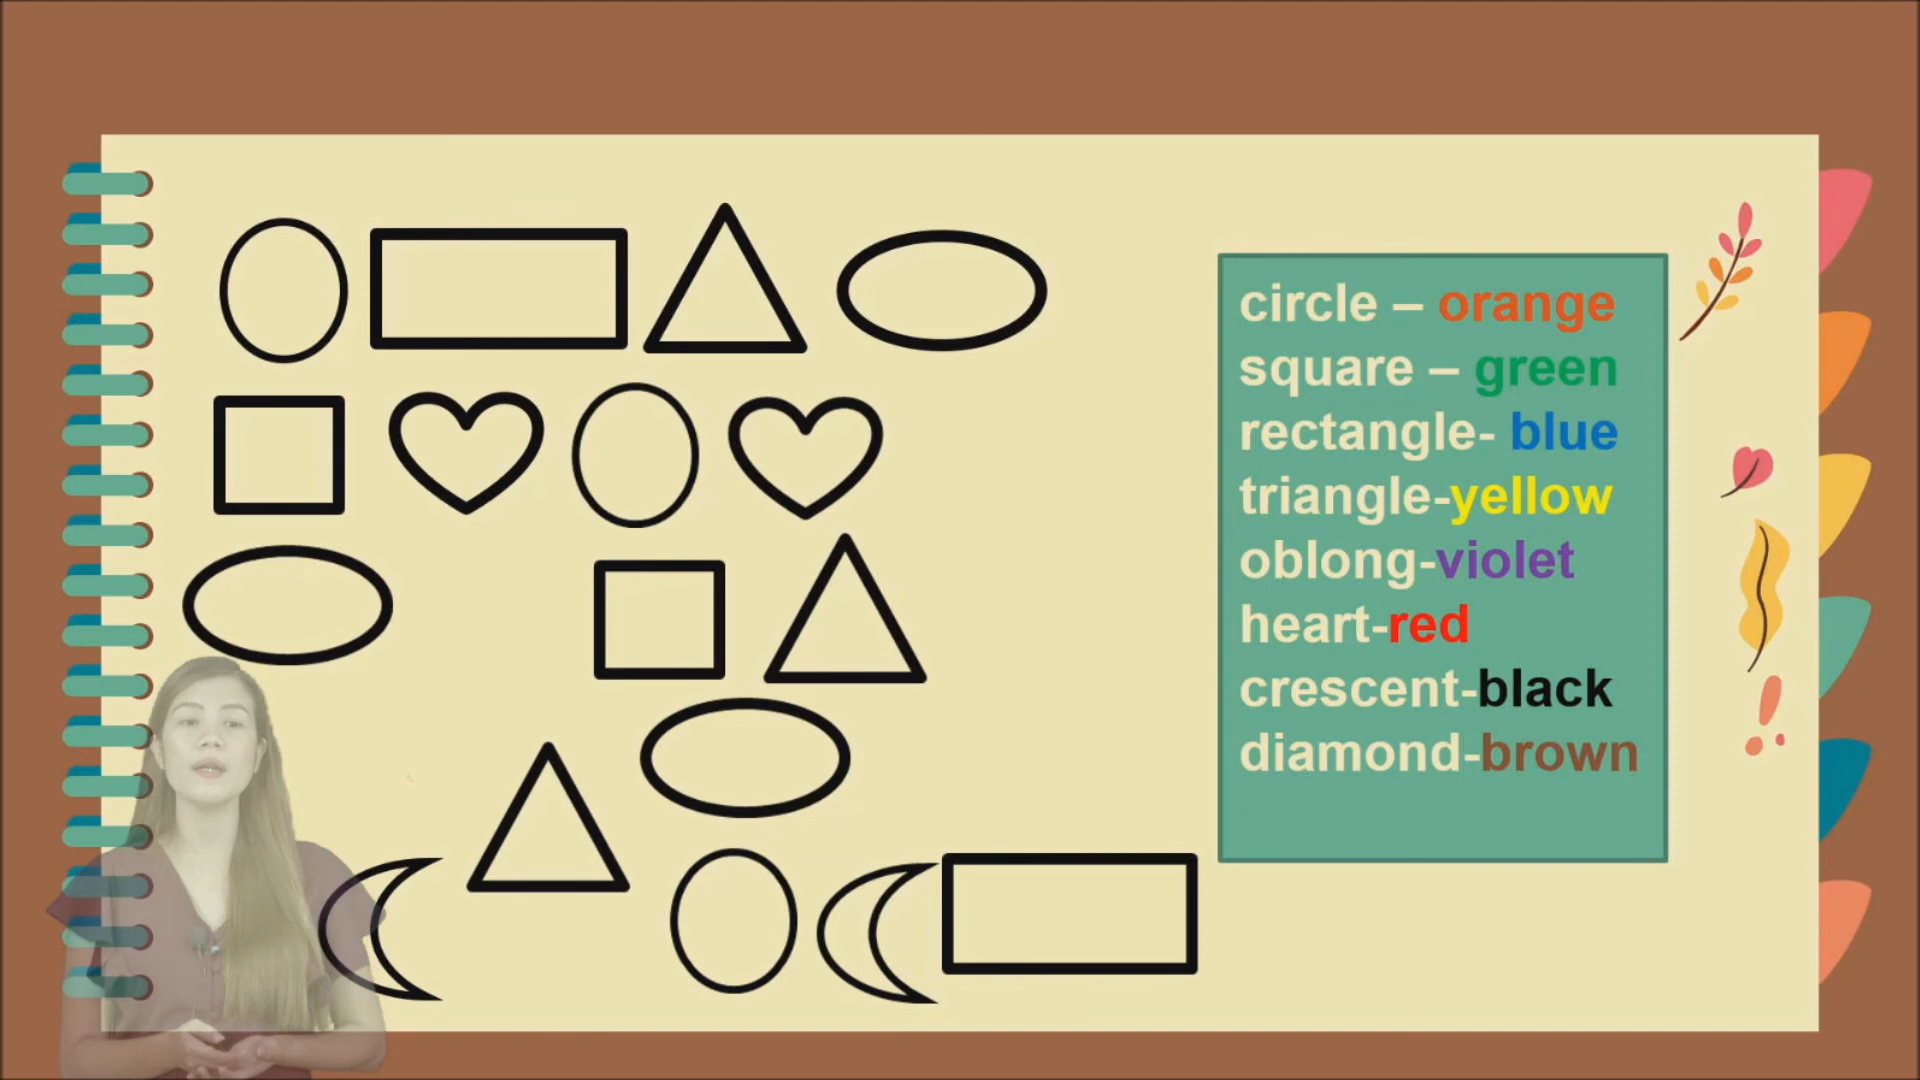 circle – orange
square – green
rectangle- blue
triangle-yellow
oblong-violet
heart-red
crescent-black
diamond-brown